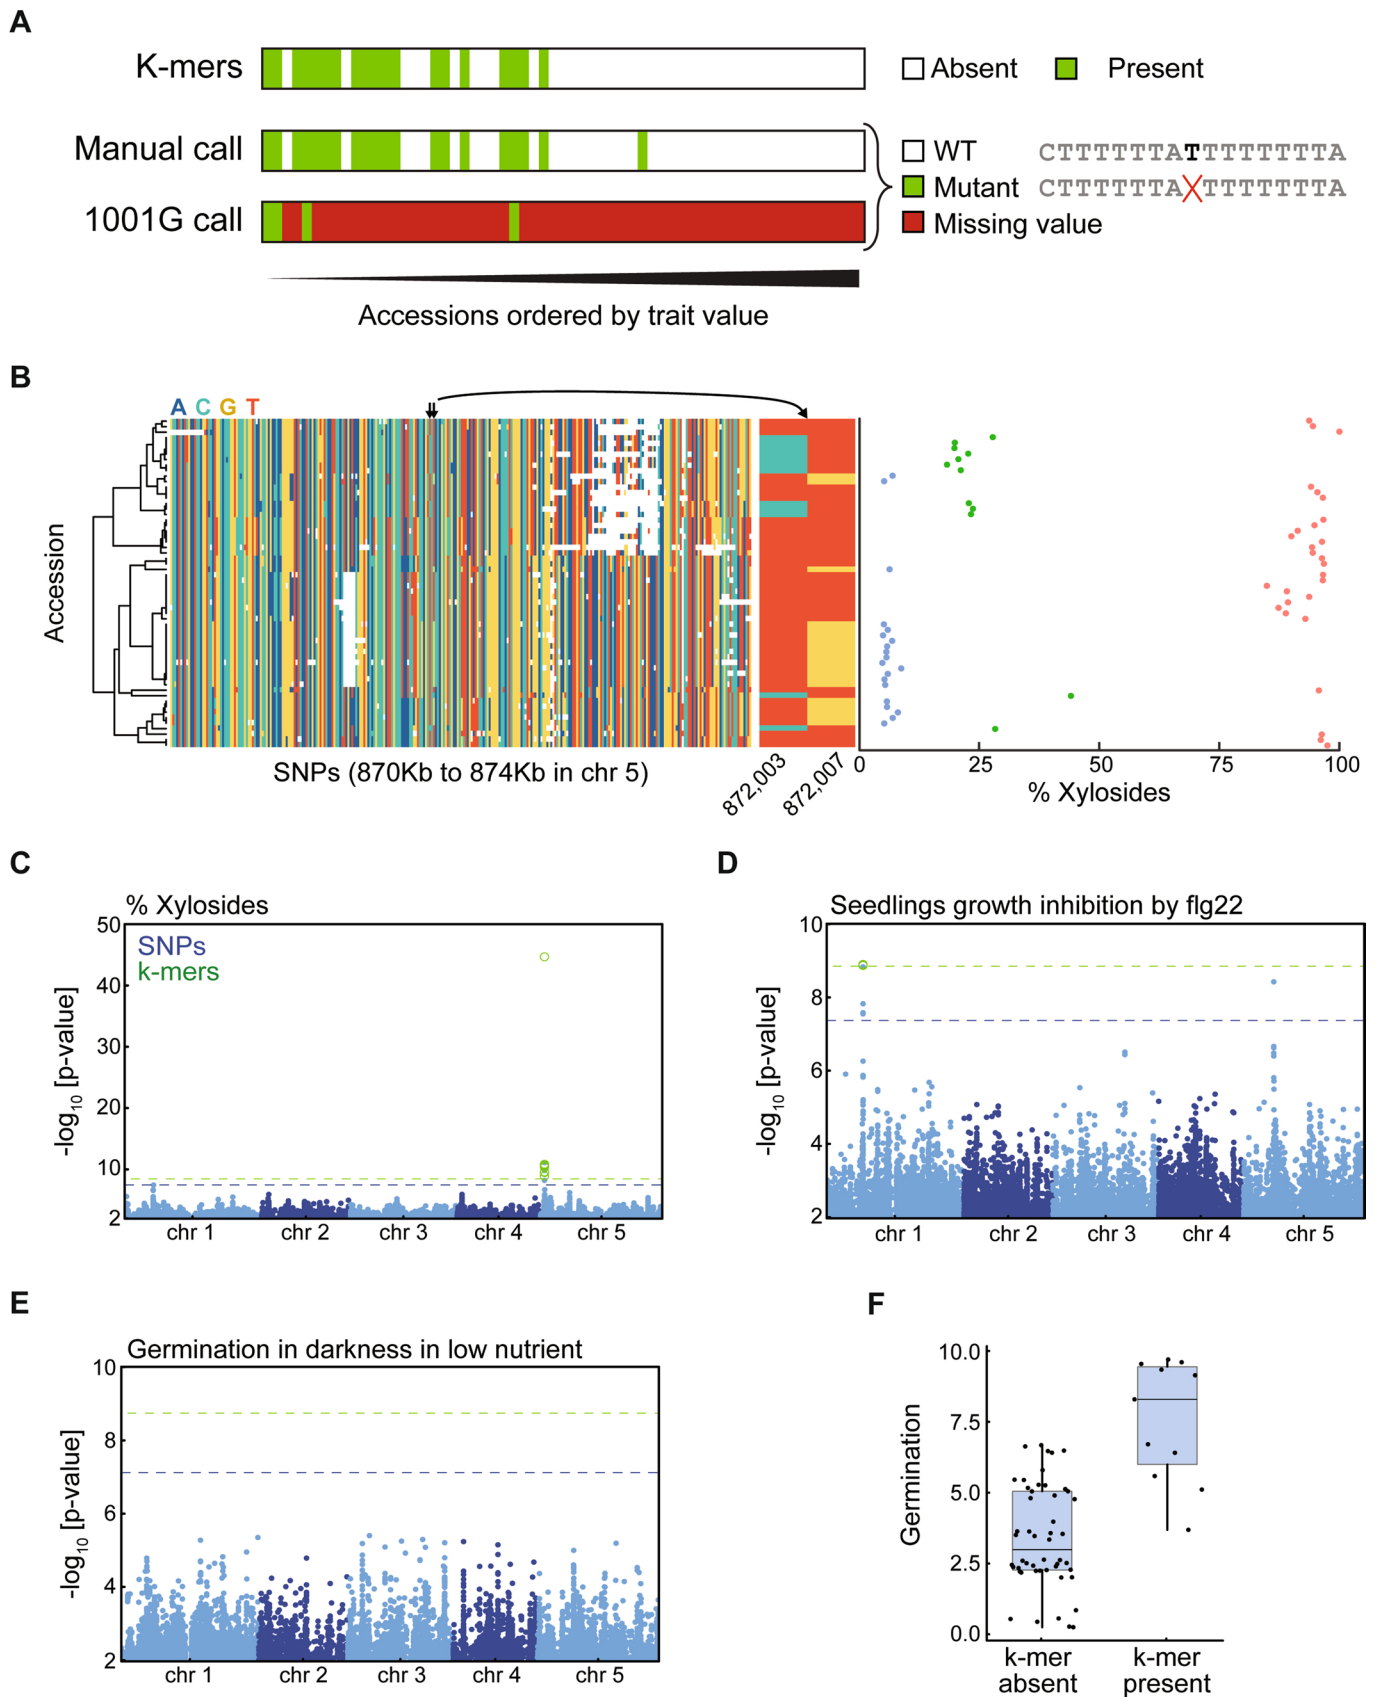 A
K-mers
Absent Present
Manual call
WT CTTTTTTATTTTTTTTA
Mutant CTTTTTTAXTTTTTTTA
1001G call
Missing value
Accessions ordered by trait value
B
A C G T
Accession
SNPs (870Kb to 874Kb in chr 5)
872,003
872,007
0 25 50 75 100
% Xylosides
C
% Xylosides
SNPs
k-mers
50
40
30
20
10
2
-log10 [p-value]
chr 1 chr 2 chr 3 chr 4 chr 5
D
Seedlings growth inhibition by flg22
10
8
6
4
2
-log10 [p-value]
chr 1 chr 2 chr 3 chr 4 chr 5
E
Germination in darkness in low nutrient
10
8
6
4
2
-log10 [p-value]
chr 1 chr 2 chr 3 chr 4 chr 5
F
10.0
7.5
5.0
2.5
0.0
Germination
k-mer absent
k-mer present